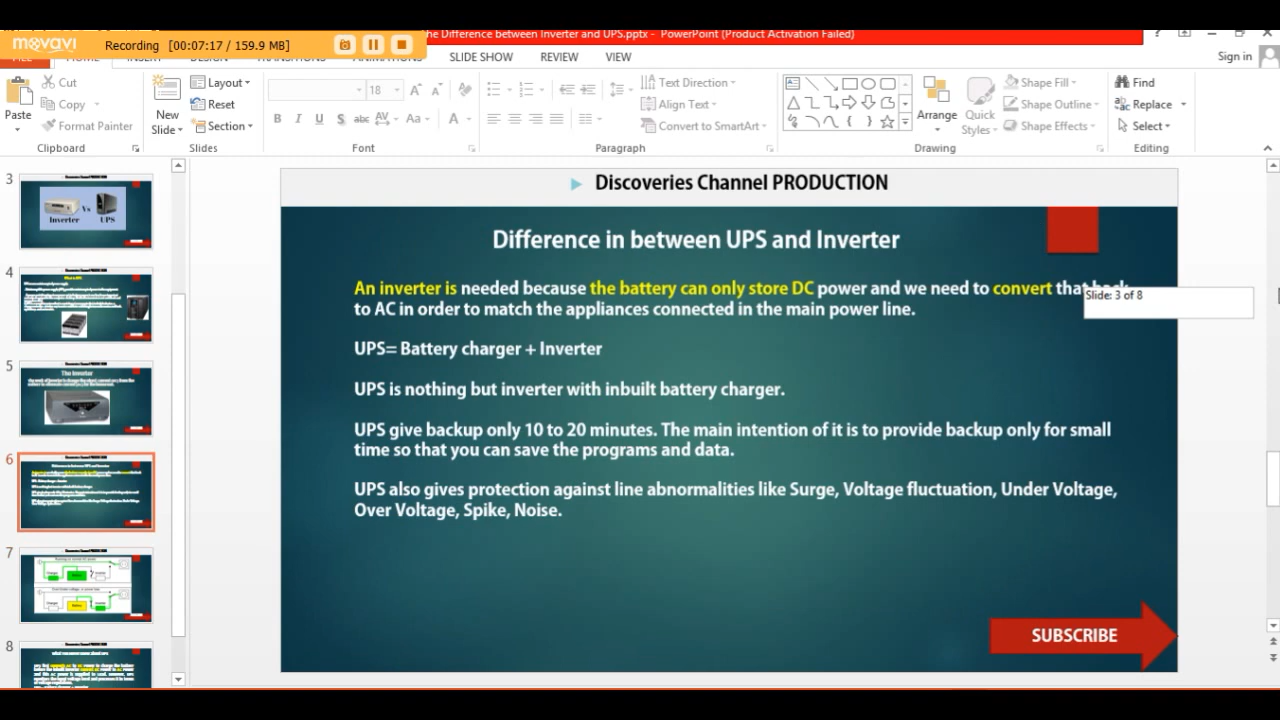 movavi
Recording [00:07:17 / 159.9 MB]
The Difference between Inverter and UPS.pptx - PowerPoint (Product Activation Failed)
SLIDE SHOW REVIEW VIEW Sign in
Cut
Copy
Format Painter
Paste
Clipboard
New
Slide
Layout
Reset
Section
Slides
18
B I U S abc AV Aa A
Font
Text Direction
Align Text
Convert to SmartArt
Paragraph
Arrange
Quick
Styles
Shape Fill
Shape Outline
Shape Effects
Drawing
Find
Replace
Select
Editing
3
Inverter Vs UPS
4
5
The Inverter
6
7
8
Discoveries Channel PRODUCTION
Difference in between UPS and Inverter
An inverter is needed because the battery can only store DC power and we need to convert that back
to AC in order to match the appliances connected in the main power line.
Slide: 3 of 8
UPS= Battery charger + Inverter
UPS is nothing but inverter with inbuilt battery charger.
UPS give backup only 10 to 20 minutes. The main intention of it is to provide backup only for small
time so that you can save the programs and data.
UPS also gives protection against line abnormalities like Surge, Voltage fluctuation, Under Voltage,
Over Voltage, Spike, Noise.
SUBSCRIBE